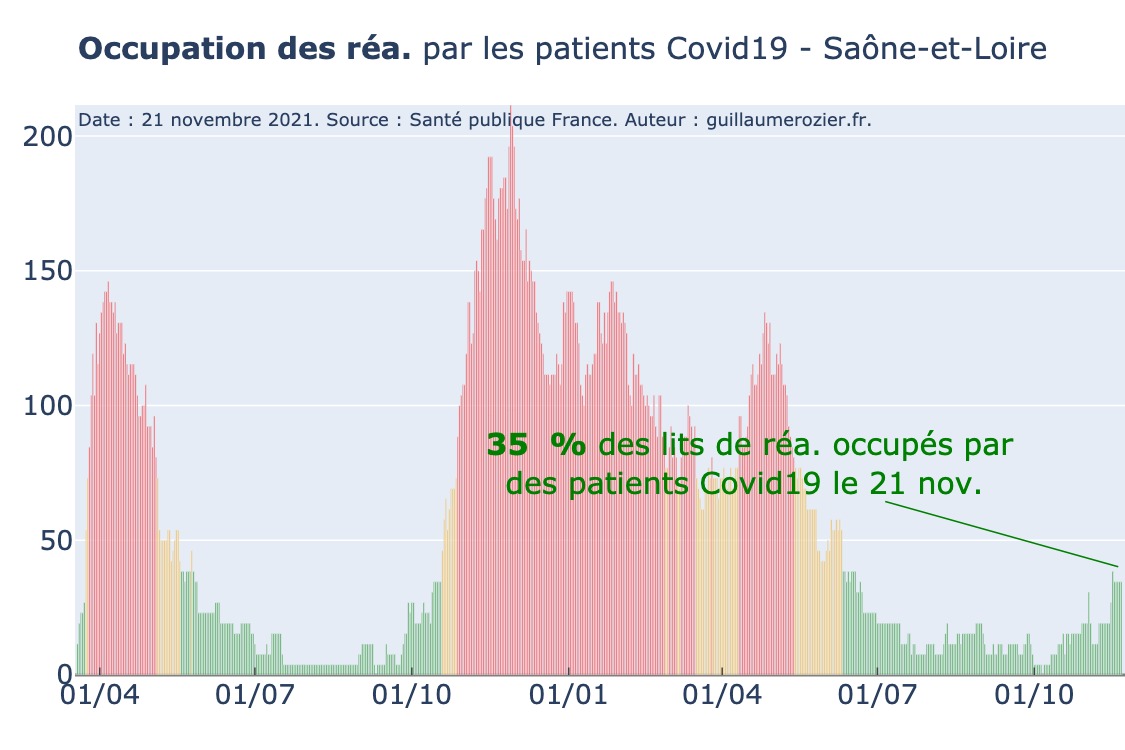 Occupation des réa. par les patients Covid19 - Saône-et-Loire
Date : 21 novembre 2021. Source : Santé publique France. Auteur : guillaumerozier.fr.
200
150
100
50
0
35 % des lits de réa. occupés par
des patients Covid19 le 21 nov.
01/04 01/07 01/10 01/01 01/04 01/07 01/10